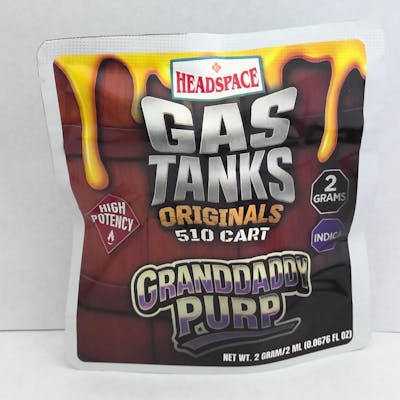 HEADSPACE
GAS
TANKS
ORIGINALS
510 CART
HIGH
POTENCY
2
GRAMS
INDICA
GRANDDADDY
PURP
NET WT. 2 GRAM/2 ML (0.0676 FL OZ)